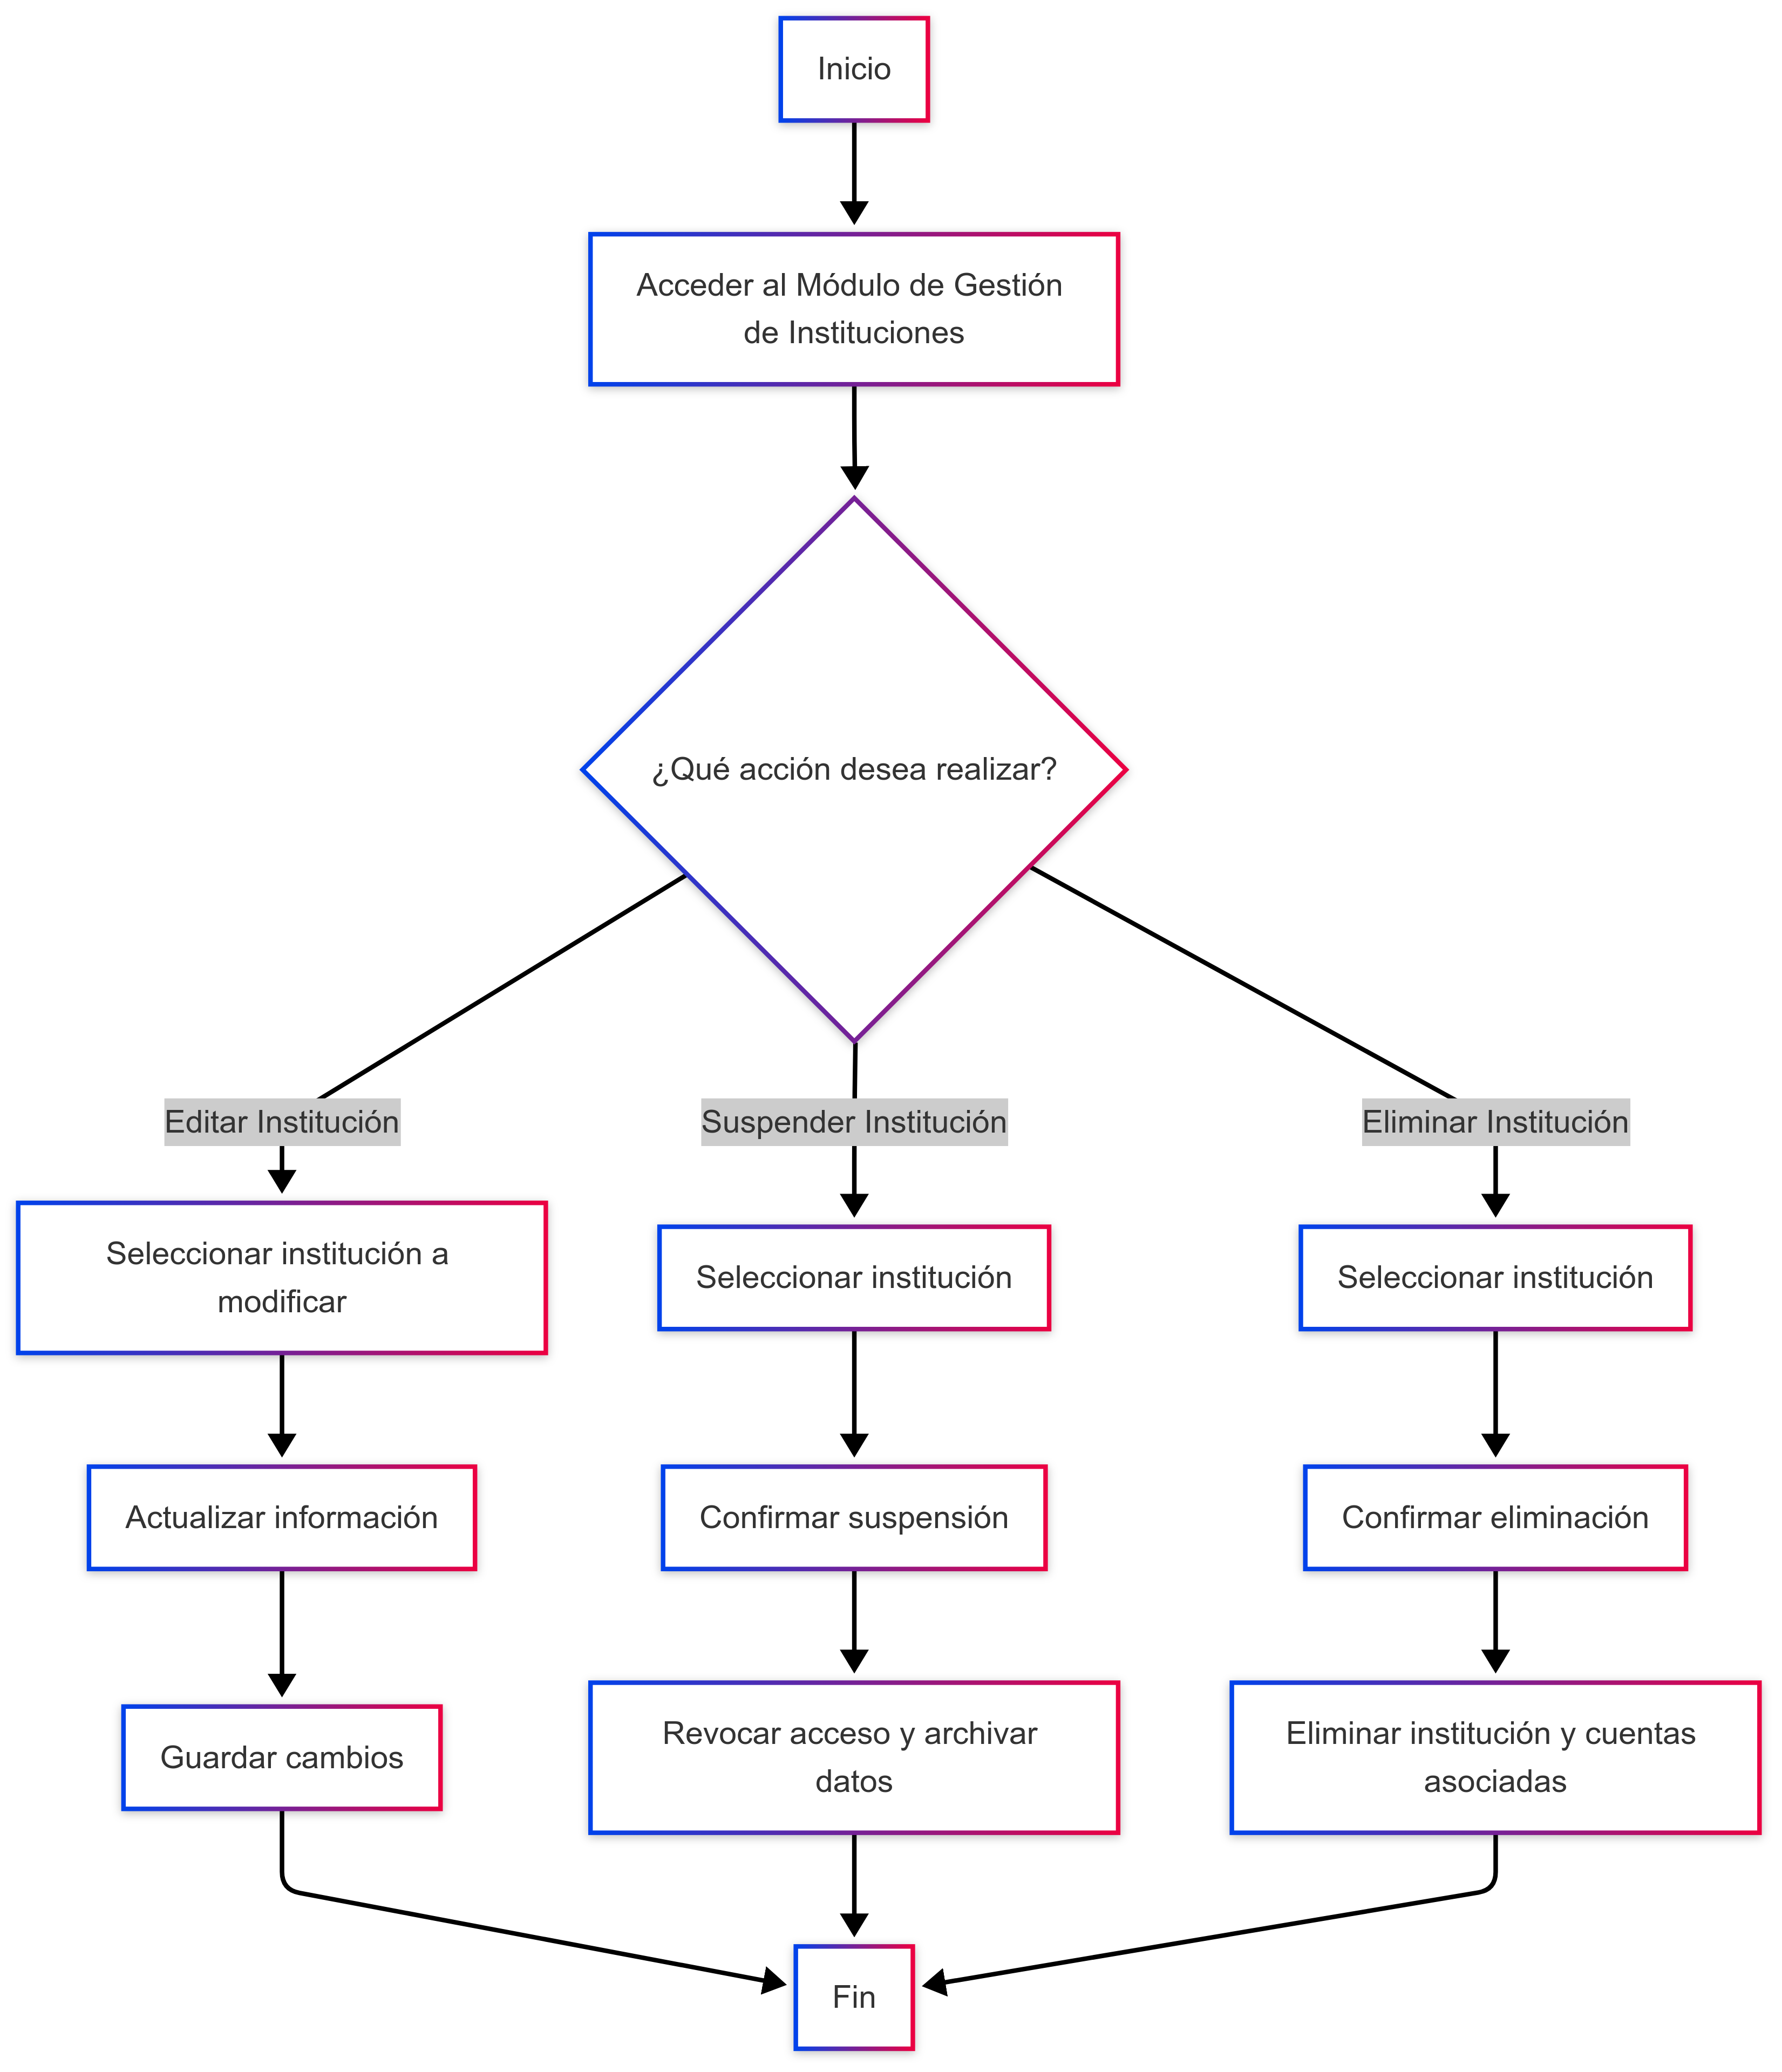 Inicio
Acceder al Módulo de Gestión
de Instituciones
¿Qué acción desea realizar?
Editar Institución
Suspender Institución
Eliminar Institución
Seleccionar institución a
modificar
Seleccionar institución
Seleccionar institución
Actualizar información
Confirmar suspensión
Confirmar eliminación
Guardar cambios
Revocar acceso y archivar
datos
Eliminar institución y cuentas
asociadas
Fin